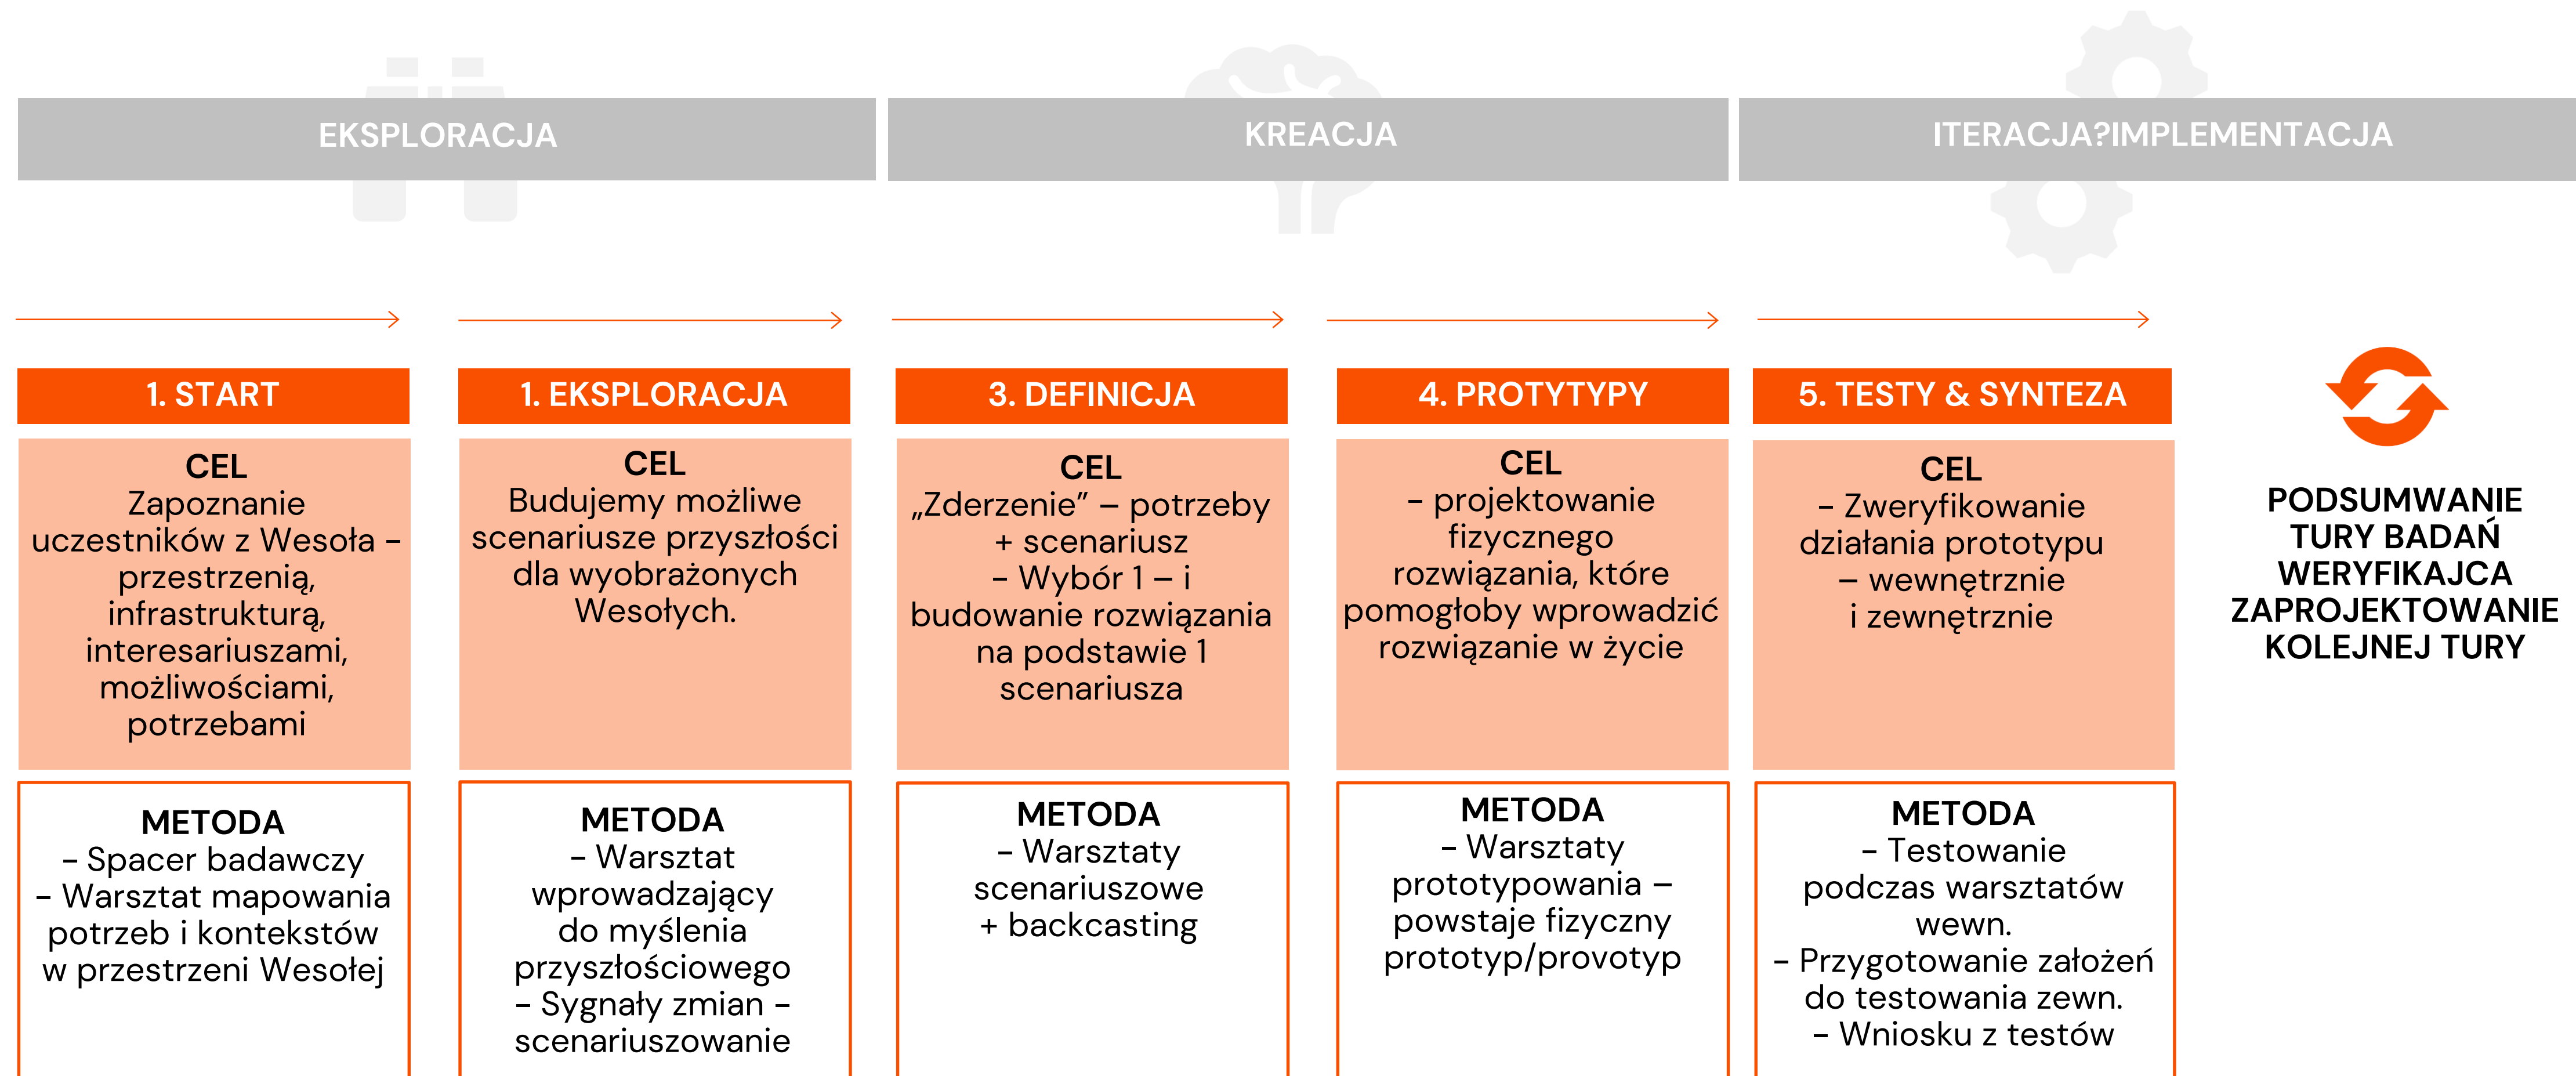 EKSPLORACJA
KREACJA
ITERACJA?IMPLEMENTACJA
1. START
CEL
Zapoznanie
uczestników z Wesoła -
przestrzenią,
infrastrukturą,
interesariuszami,
możliwościami,
potrzebami
METODA
- Spacer badawczy
- Warsztat mapowania
potrzeb i kontekstów
w przestrzeni Wesołej
1. EKSPLORACJA
CEL
Budujemy możliwe
scenariusze przyszłości
dla wyobrażonych
Wesołych.
METODA
- Warsztat
wprowadzający
do myślenia
przyszłościowego
- Sygnały zmian -
scenariuszowanie
3. DEFINICJA
CEL
„Zderzenie” – potrzeby
+ scenariusz
- Wybór 1 – i
budowanie rozwiązania
na podstawie 1
scenariusza
METODA
- Warsztaty
scenariuszowe
+ backcasting
4. PROTYTYPY
CEL
- projektowanie
fizycznego
rozwiązania, które
pomogłoby wprowadzić
rozwiązanie w życie
METODA
- Warsztaty
prototypowania –
powstaje fizyczny
prototyp/provotyp
5. TESTY & SYNTEZA
CEL
- Zweryfikowanie
działania prototypu
– wewnętrznie
i zewnętrznie
METODA
- Testowanie
podczas warsztatów
wewn.
- Przygotowanie założeń
do testowania zewn.
- Wniosku z testów
PODSUMWANIE
TURY BADAŃ
WERYFIKAJCA
ZAPROJEKTOWANIE
KOLEJNEJ TURY